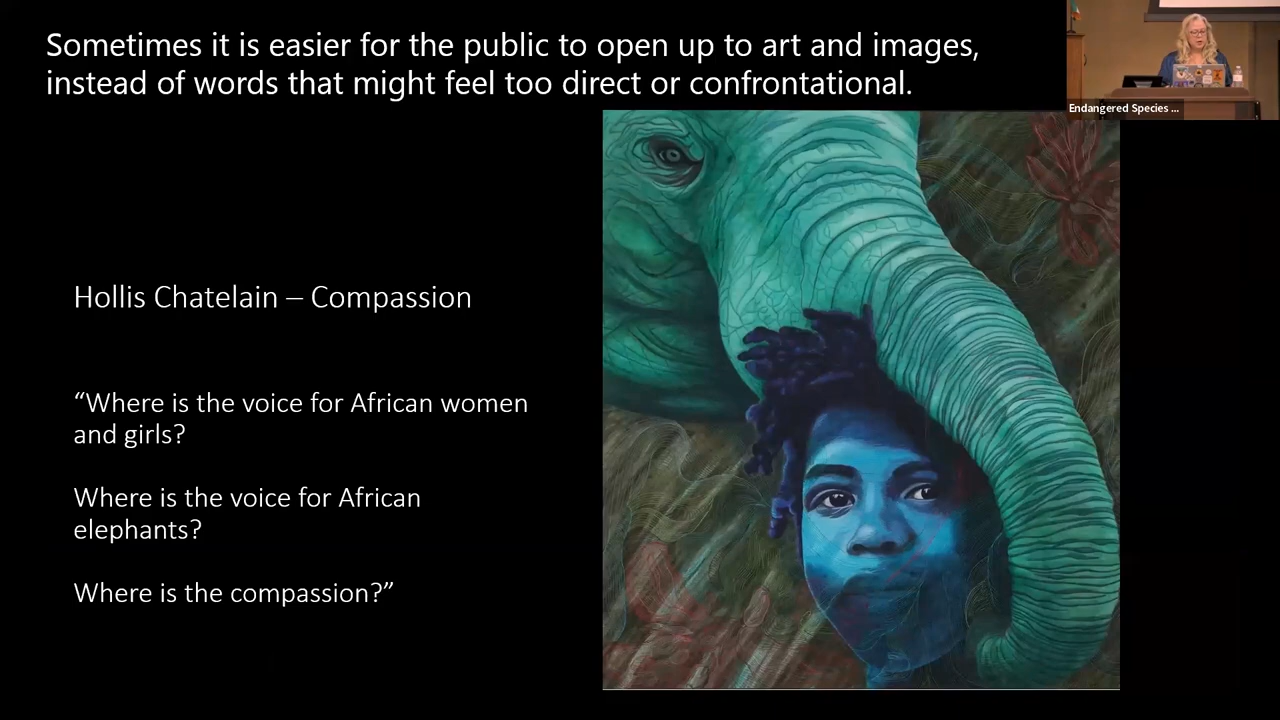 Sometimes it is easier for the public to open up to art and images,
instead of words that might feel too direct or confrontational.
Endangered Species ...
Hollis Chatelain – Compassion
“Where is the voice for African women
and girls?
Where is the voice for African
elephants?
Where is the compassion?”